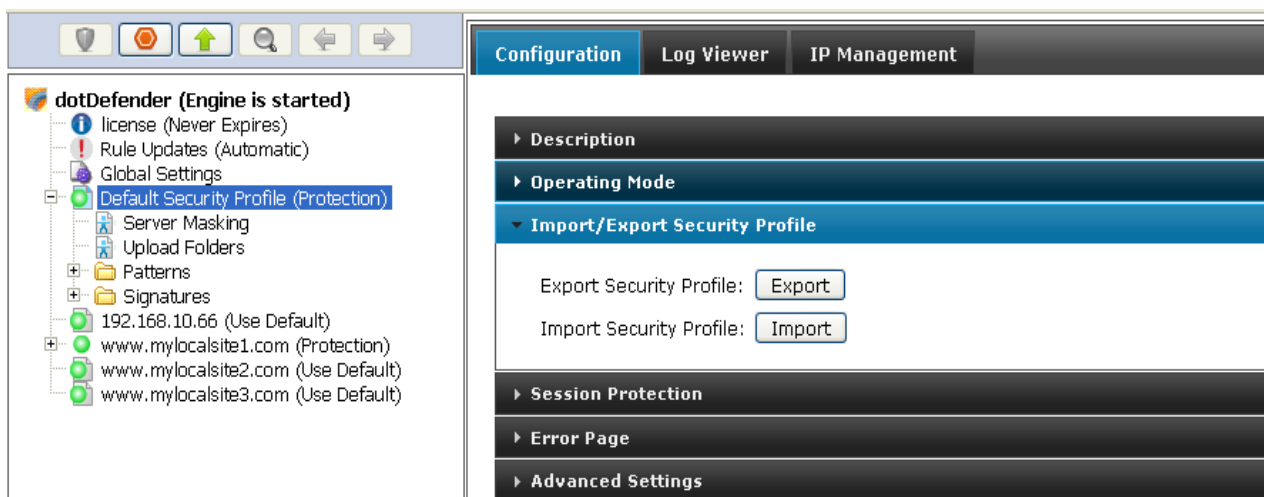 dotDefender (Engine is started)
license (Never Expires)
Rule Updates (Automatic)
Global Settings
Default Security Profile (Protection)
Server Masking
Upload Folders
Patterns
Signatures
192.168.10.66 (Use Default)
www.mylocalsite1.com (Protection)
www.mylocalsite2.com (Use Default)
www.mylocalsite3.com (Use Default)
Configuration Log Viewer IP Management
Description
Operating Mode
Import/Export Security Profile
Export Security Profile: Export
Import Security Profile: Import
Session Protection
Error Page
Advanced Settings